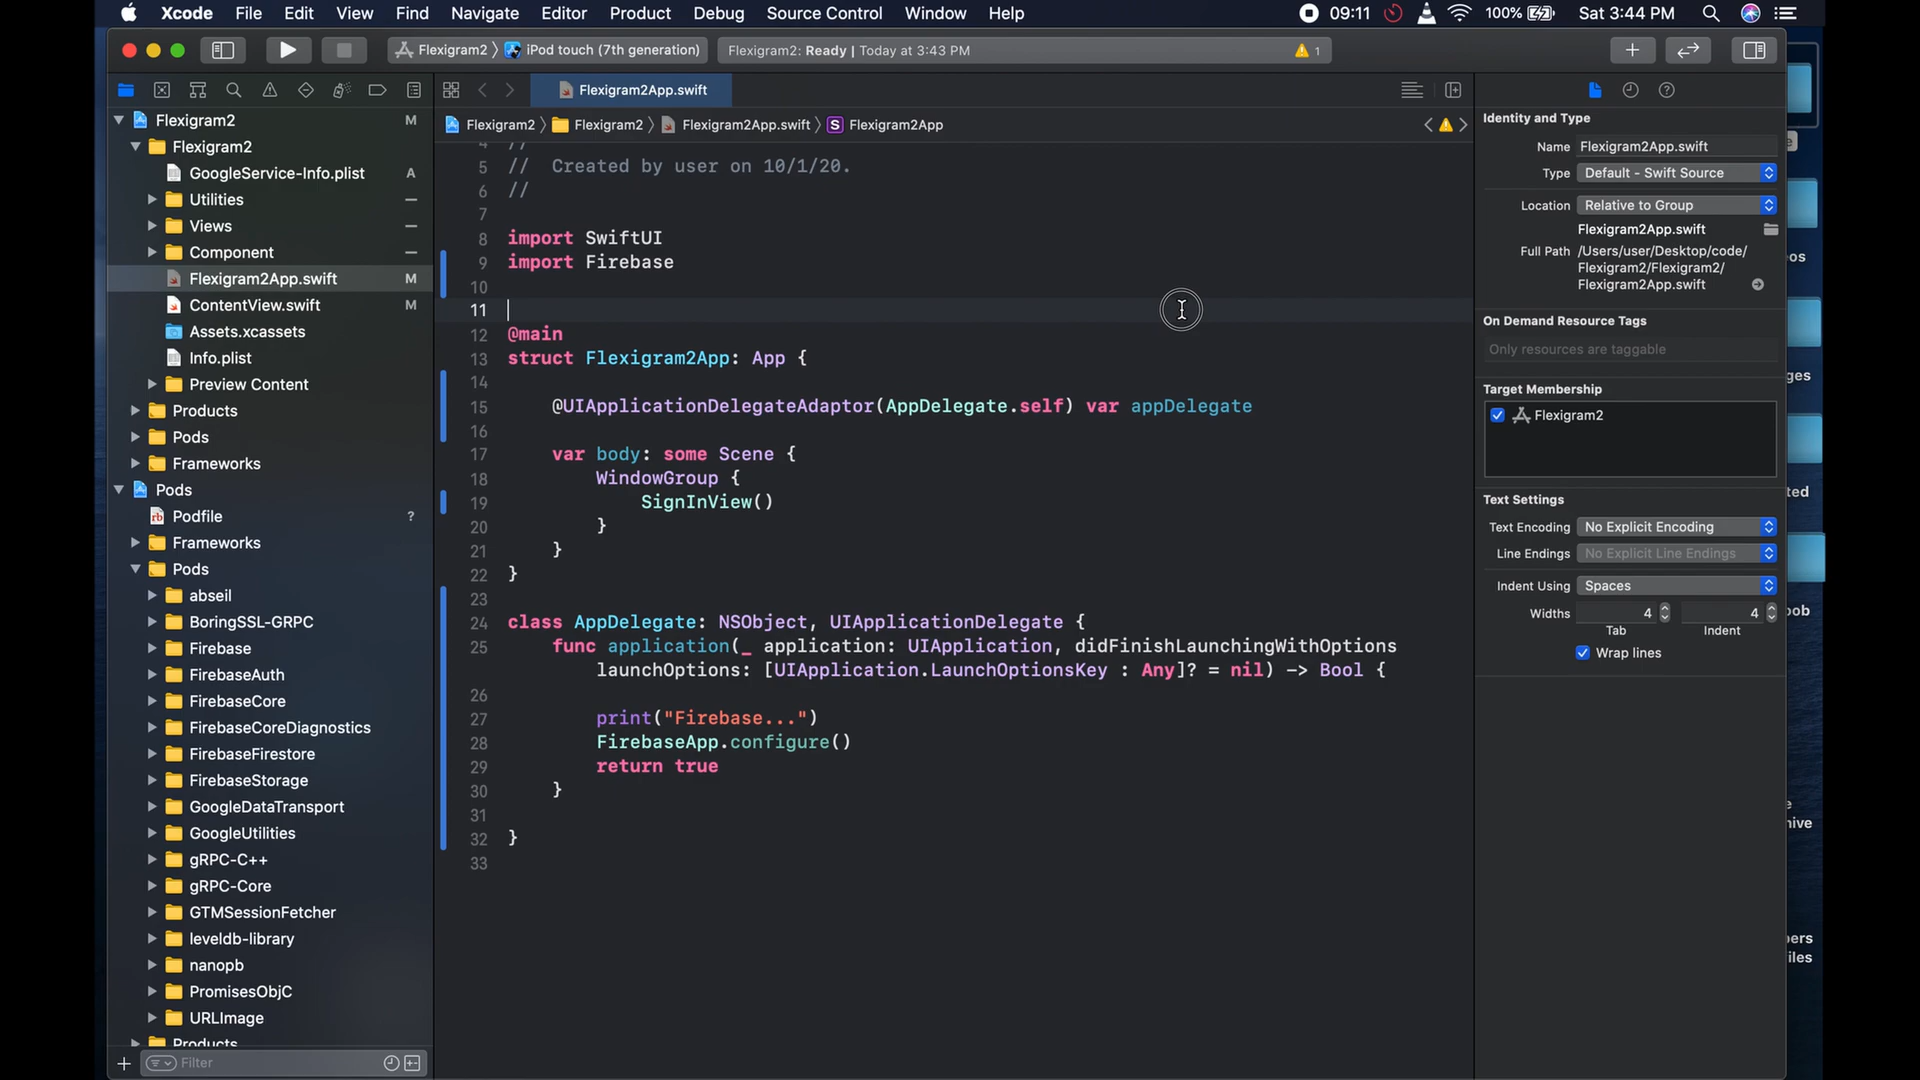 Xcode File Edit View Find Navigate Editor Product Debug Source Control Window Help 09:11 100% Sat 3:44 PM
Flexigram2 〉 iPod touch (7th generation) Flexigram2: Ready | Today at 3:43 PM 1
Flexigram2App.swift
Flexigram2 〉 Flexigram2 〉 Flexigram2App.swift 〉 S Flexigram2App
Flexigram2 M
Flexigram2
GoogleService-Info.plist A
Utilities
Views
Component
Flexigram2App.swift M
ContentView.swift M
Assets.xcassets
Info.plist
Preview Content
Products
Pods
Frameworks
Pods
Podfile ?
Frameworks
Pods
abseil
BoringSSL-GRPC
Firebase
FirebaseAuth
FirebaseCore
FirebaseCoreDiagnostics
FirebaseFirestore
FirebaseStorage
GoogleDataTransport
GoogleUtilities
gRPC-C++
gRPC-Core
GTMSessionFetcher
leveldb-library
nanopb
PromisesObjC
URLImage
Products
Filter
4 //
5 // Created by user on 10/1/20.
6 //
7
8 import SwiftUI
9 import Firebase
10
11
12 @main
13 struct Flexigram2App: App {
14
15 @UIApplicationDelegateAdaptor(AppDelegate.self) var appDelegate
16
17 var body: some Scene {
18 WindowGroup {
19 SignInView()
20 }
21 }
22 }
23
24 class AppDelegate: NSObject, UIApplicationDelegate {
25 func application(_ application: UIApplication, didFinishLaunchingWithOptions
launchOptions: [UIApplication.LaunchOptionsKey : Any]? = nil) -> Bool {
26
27 print("Firebase...")
28 FirebaseApp.configure()
29 return true
30 }
31
32 }
33
Identity and Type
Name Flexigram2App.swift
Type Default - Swift Source
Location Relative to Group
Flexigram2App.swift
Full Path /Users/user/Desktop/code/
Flexigram2/Flexigram2/
Flexigram2App.swift
On Demand Resource Tags
Only resources are taggable
Target Membership
Flexigram2
Text Settings
Text Encoding No Explicit Encoding
Line Endings No Explicit Line Endings
Indent Using Spaces
Widths 4 4
Tab Indent
Wrap lines